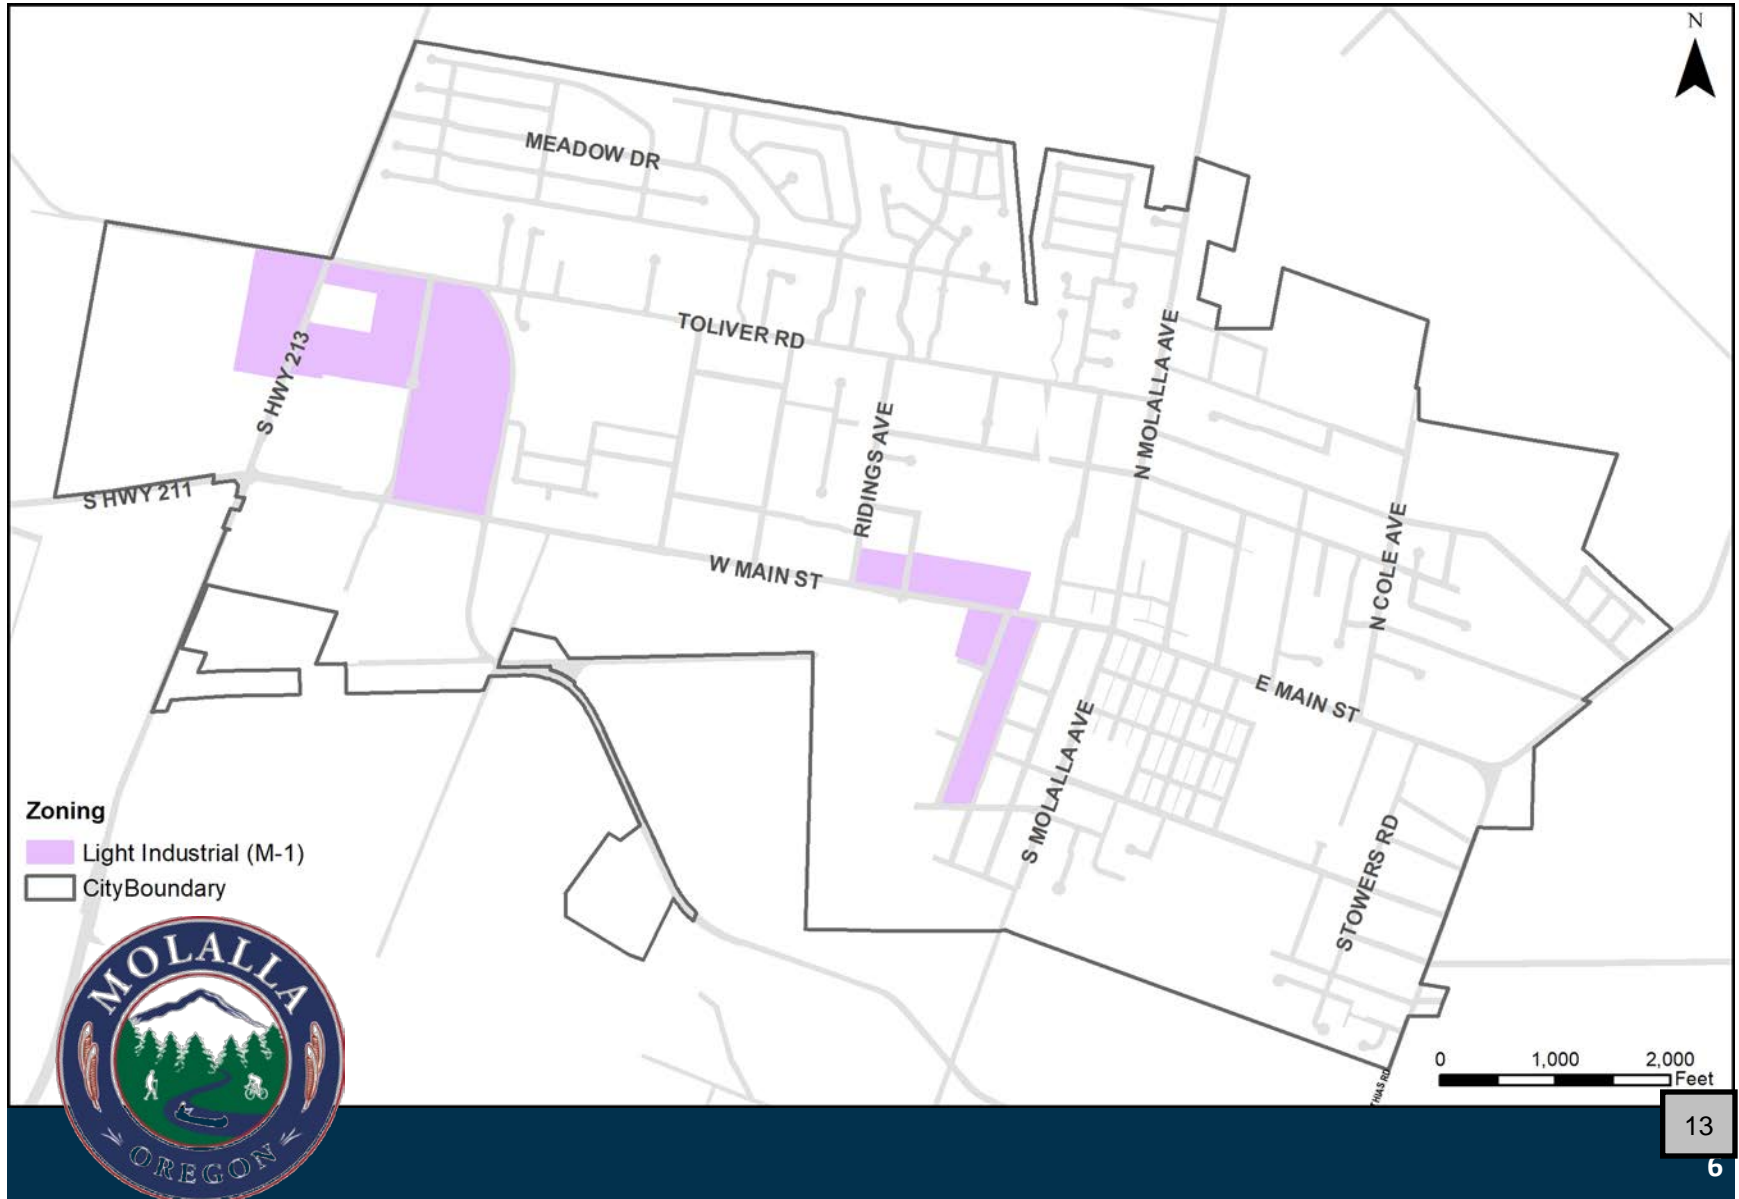 N
MEADOW DR
TOLIVER RD
S HWY 213
N MOLALLA AVE
RIDINGS AVE
S HWY 211
N COLE AVE
W MAIN ST
E MAIN ST
S MOLALLA AVE
STOWERS RD
Zoning
Light Industrial (M-1)
CityBoundary
MOLALLA
OREGON
0 1,000 2,000
Feet
13
6